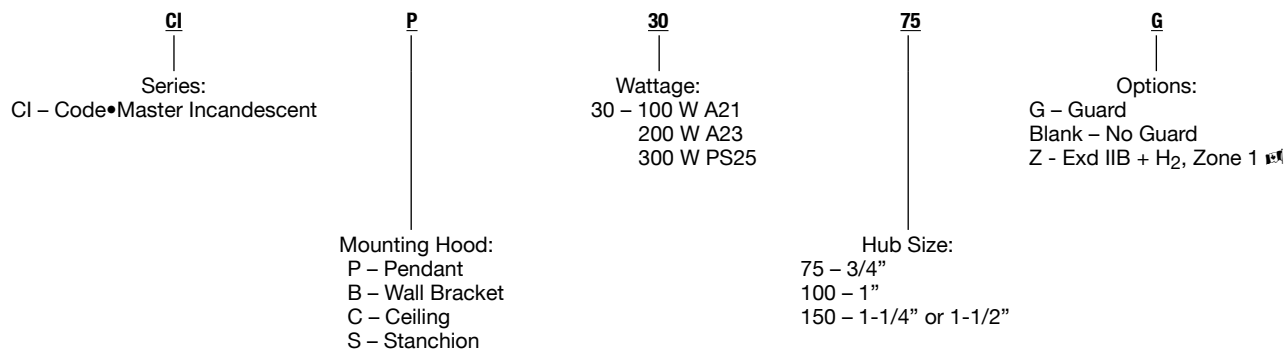 CI P 30 75 G
Series:
CI – Code•Master Incandescent
Wattage:
30 – 100 W A21
200 W A23
300 W PS25
Options:
G – Guard
Blank – No Guard
Z - Exd IIB + H2, Zone 1
Mounting Hood:
P – Pendant
B – Wall Bracket
C – Ceiling
S – Stanchion
Hub Size:
75 – 3/4”
100 – 1”
150 – 1-1/4” or 1-1/2”